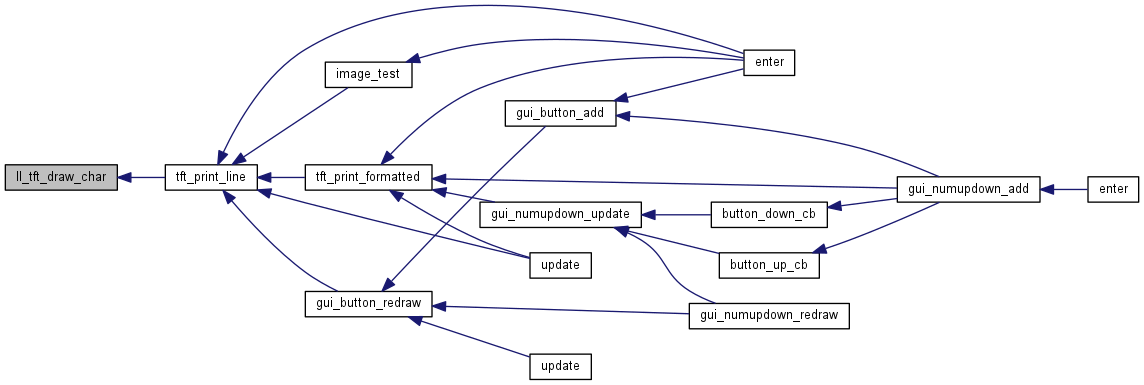 enter
image_test
gui_button_add
ll_tft_draw_char
tft_print_line
tft_print_formatted
gui_numupdown_add
enter
gui_numupdown_update
button_down_cb
update
button_up_cb
gui_button_redraw
gui_numupdown_redraw
update